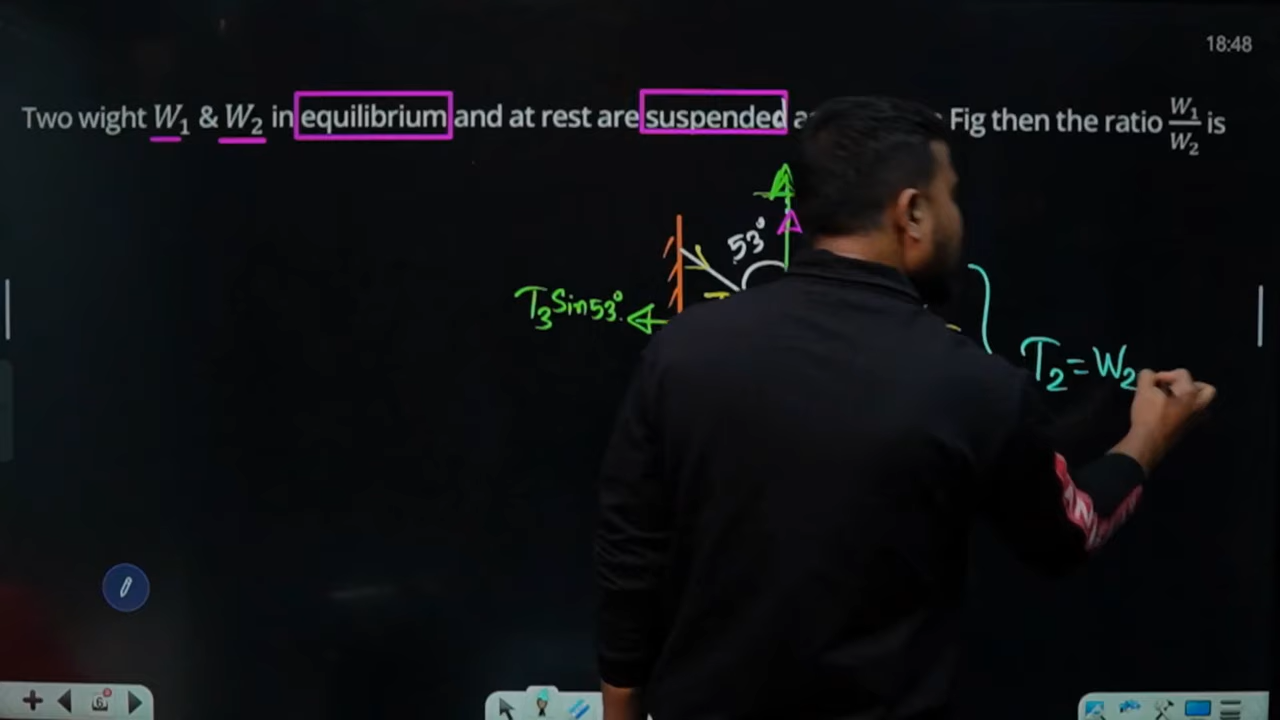 18:48
Two wight W₁ & W₂ in equilibrium and at rest are suspended Fig then the ratio W₁/W₂ is
53°
T₃ Sin53°.
T₂ = W₂